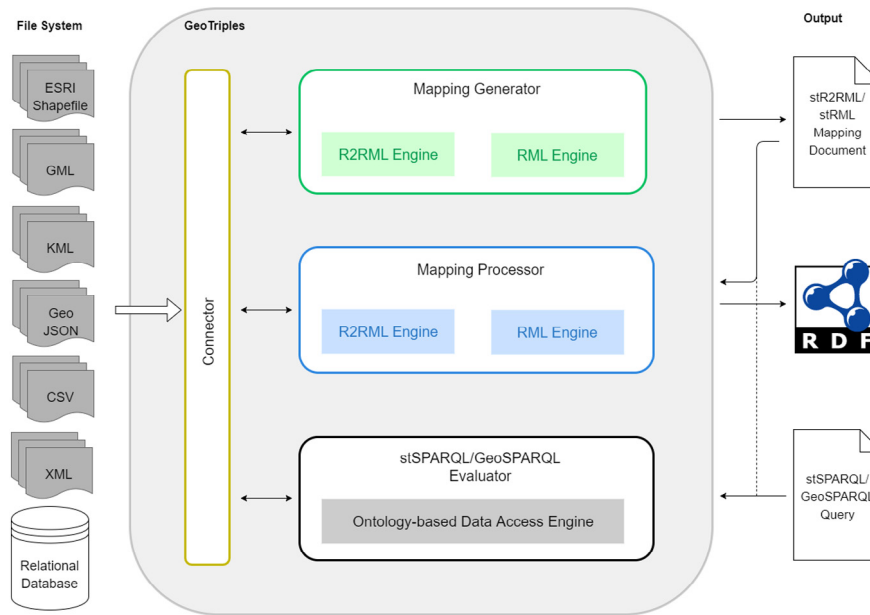 File System
GeoTriples
Output
ESRI
Shapefile
GML
KML
Geo
JSON
CSV
XML
Relational
Database
Connector
Mapping Generator
R2RML Engine
RML Engine
Mapping Processor
R2RML Engine
RML Engine
stSPARQL/GeoSPARQL
Evaluator
Ontology-based Data Access Engine
stR2RML/
stRML
Mapping
Document
RDF
stSPARQL/
GeoSPARQL
Query